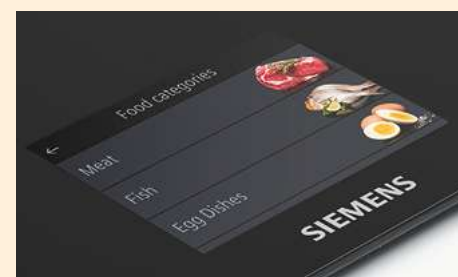 Food categories
Meat
Fish
Egg Dishes
SIEMENS